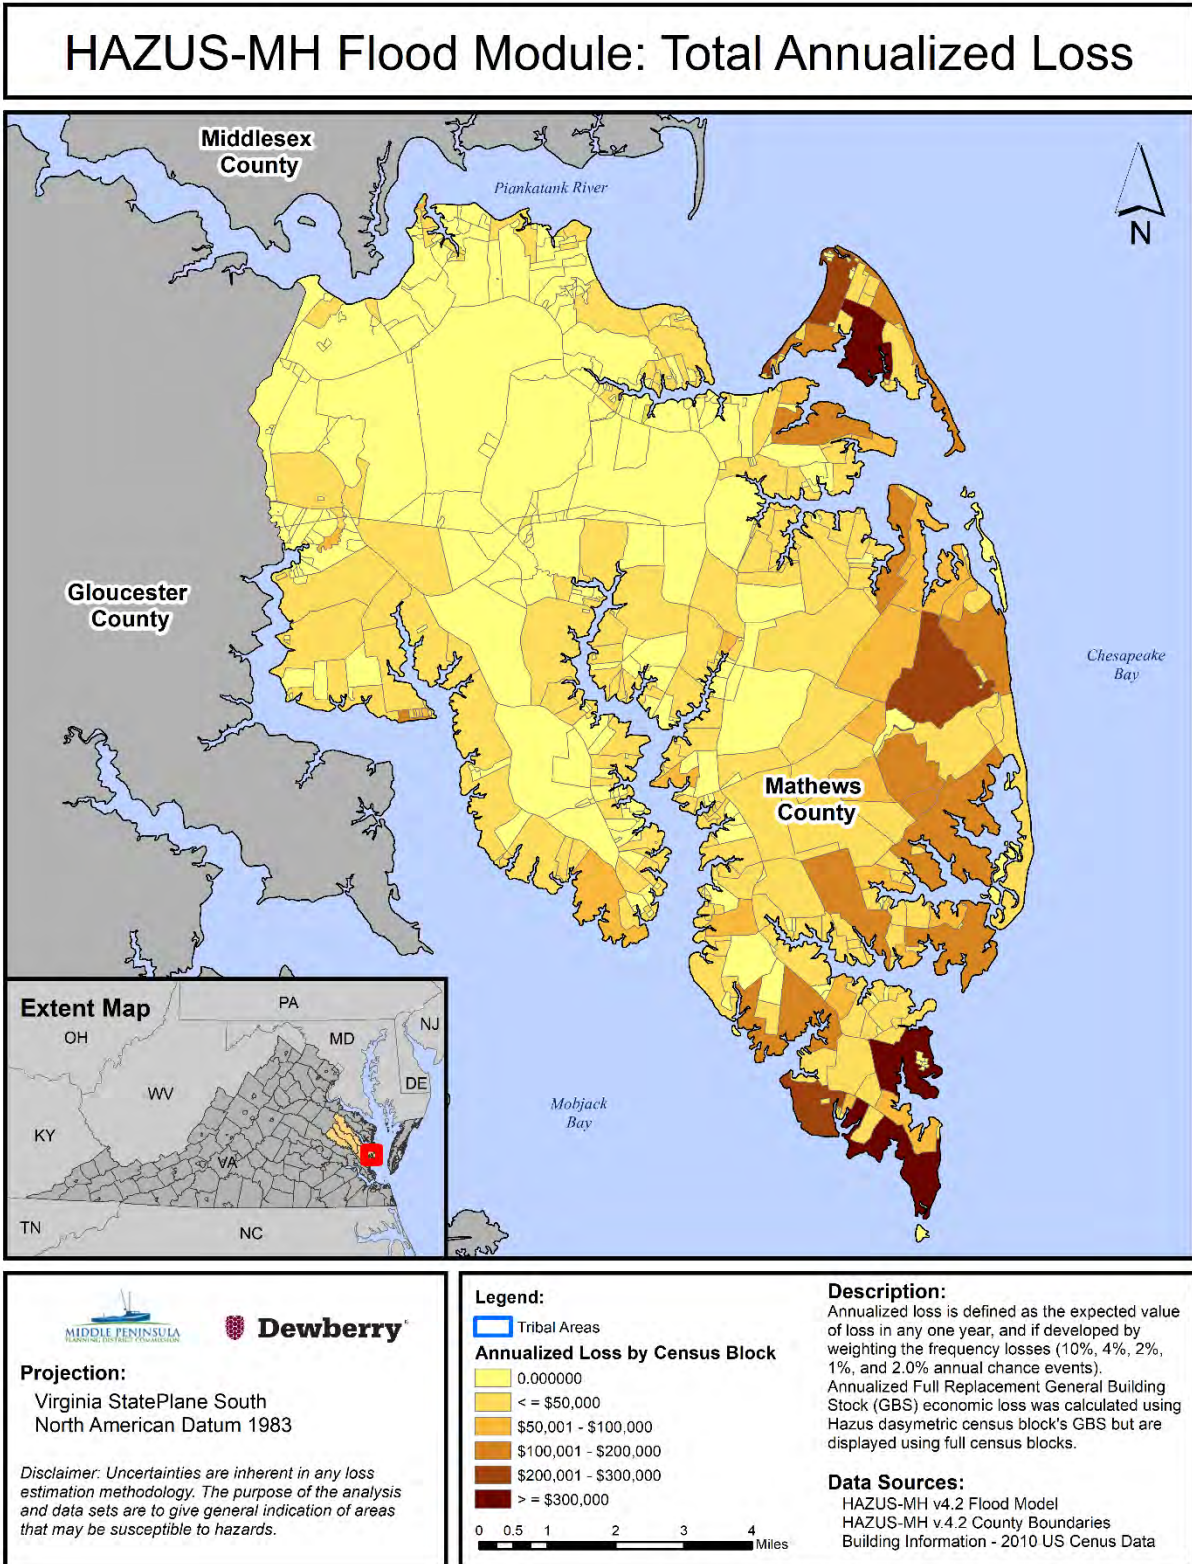 HAZUS-MH Flood Module: Total Annualized Loss
Middlesex
County
Piankatank River
N
Gloucester
County
Chesapeake
Bay
Mathews
County
Mobjack
Bay
Extent Map
PA
OH
NJ
MD
DE
WV
KY
VA
TN
NC
MIDDLE PENINSULA
PLANNING DISTRICT COMMISSION
Dewberry
Projection:
Virginia StatePlane South
North American Datum 1983
Disclaimer: Uncertainties are inherent in any loss
estimation methodology. The purpose of the analysis
and data sets are to give general indication of areas
that may be susceptible to hazards.
Legend:
Tribal Areas
Annualized Loss by Census Block
0.000000
< = $50,000
$50,001 - $100,000
$100,001 - $200,000
$200,001 - $300,000
> = $300,000
0 0.5 1 2 3 4
Miles
Description:
Annualized loss is defined as the expected value
of loss in any one year, and if developed by
weighting the frequency losses (10%, 4%, 2%,
1%, and 2.0% annual chance events).
Annualized Full Replacement General Building
Stock (GBS) economic loss was calculated using
Hazus dasymetric census block's GBS but are
displayed using full census blocks.
Data Sources:
HAZUS-MH v4.2 Flood Model
HAZUS-MH v.4.2 County Boundaries
Building Information - 2010 US Cenus Data